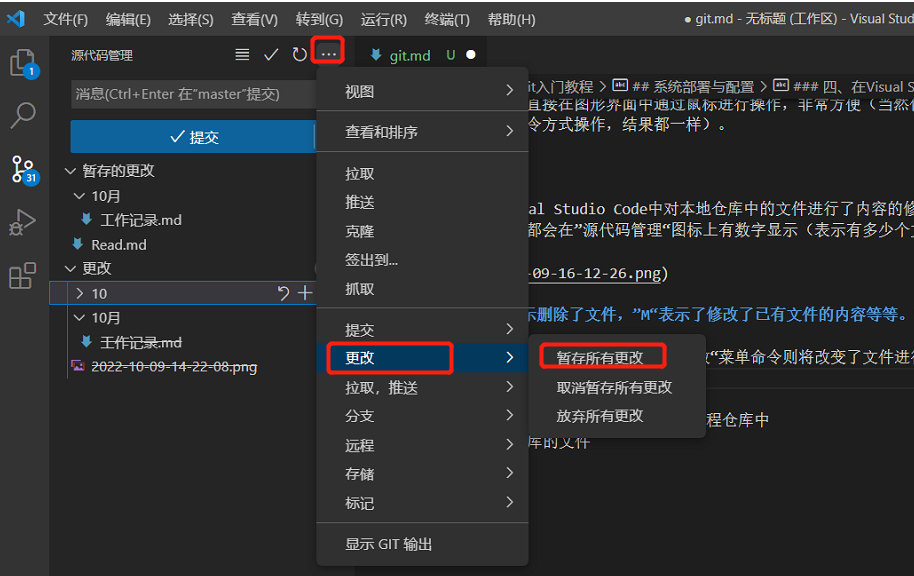 文件(F) 编辑(E) 选择(S) 查看(V) 转到(G) 运行(R) 终端(T) 帮助(H) ● git.md - 无标题 (工作区) - Visual Stud
源代码管理
git.md U ●
1
消息(Ctrl+Enter 在"master"提交)
提交
31
暂存的更改
10月
工作记录.md
Read.md
更改
10
10月
工作记录.md
2022-10-09-14-22-08.png
视图
查看和排序
拉取
推送
克隆
签出到...
抓取
提交
更改
拉取，推送
分支
远程
存储
标记
显示 GIT 输出
暂存所有更改
取消暂存所有更改
放弃所有更改
it入门教程 > ## 系统部署与配置 > ### 四、在Visual S
直接在图形界面中通过鼠标进行操作，非常方便（当然
令方式操作，结果都一样）。
al Studio Code中对本地仓库中的文件进行了内容的修
都会在”源代码管理“图标上有数字显示（表示有多少个
-09-16-12-26.png)
示删除了文件，”M“表示了修改了已有文件的内容等等。
“菜单命令则将改变了文件进
程仓库中
库的文件